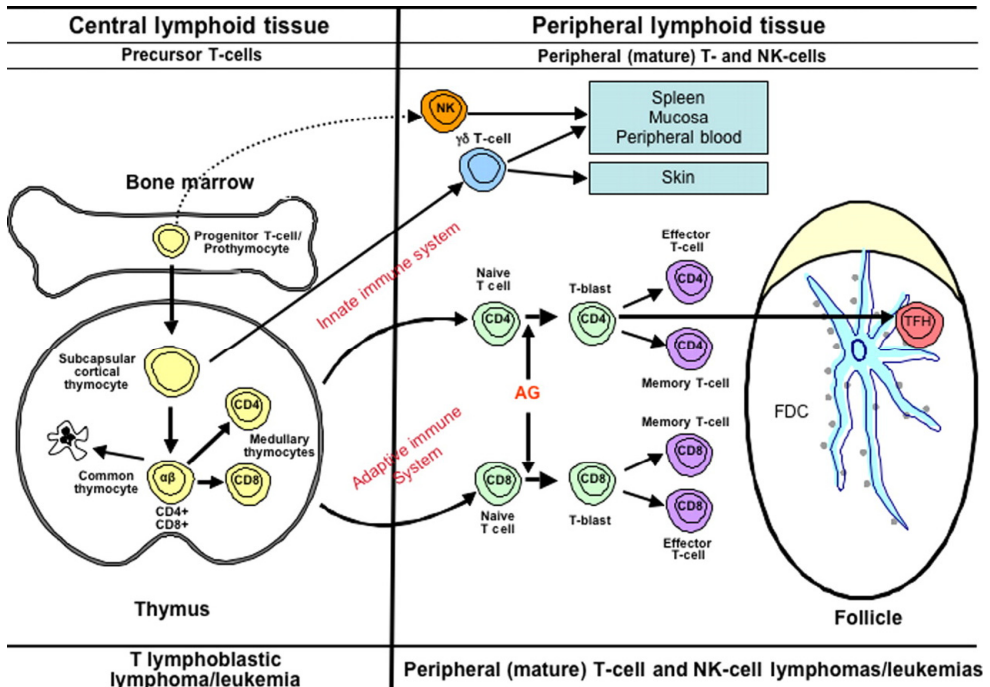 Central lymphoid tissue
Peripheral lymphoid tissue
Precursor T-cells
Peripheral (mature) T- and NK-cells
NK
γδ T-cell
Spleen
Mucosa
Peripheral blood
Skin
Bone marrow
Progenitor T-cell/
Prothymocyte
Innate immune system
Subcapsular
cortical
thymocyte
CD4
Medullary
thymocytes
Common
thymocyte
αβ
CD8
CD4+
CD8+
Thymus
Adaptive immune
System
Naive
T cell
CD4
T-blast
CD4
Effector
T-cell
CD4
CD4
Memory T-cell
TFH
AG
FDC
Memory T-cell
CD8
CD8
Naive
T cell
CD8
T-blast
CD8
Effector
T-cell
Follicle
T lymphoblastic
lymphoma/leukemia
Peripheral (mature) T-cell and NK-cell lymphomas/leukemias